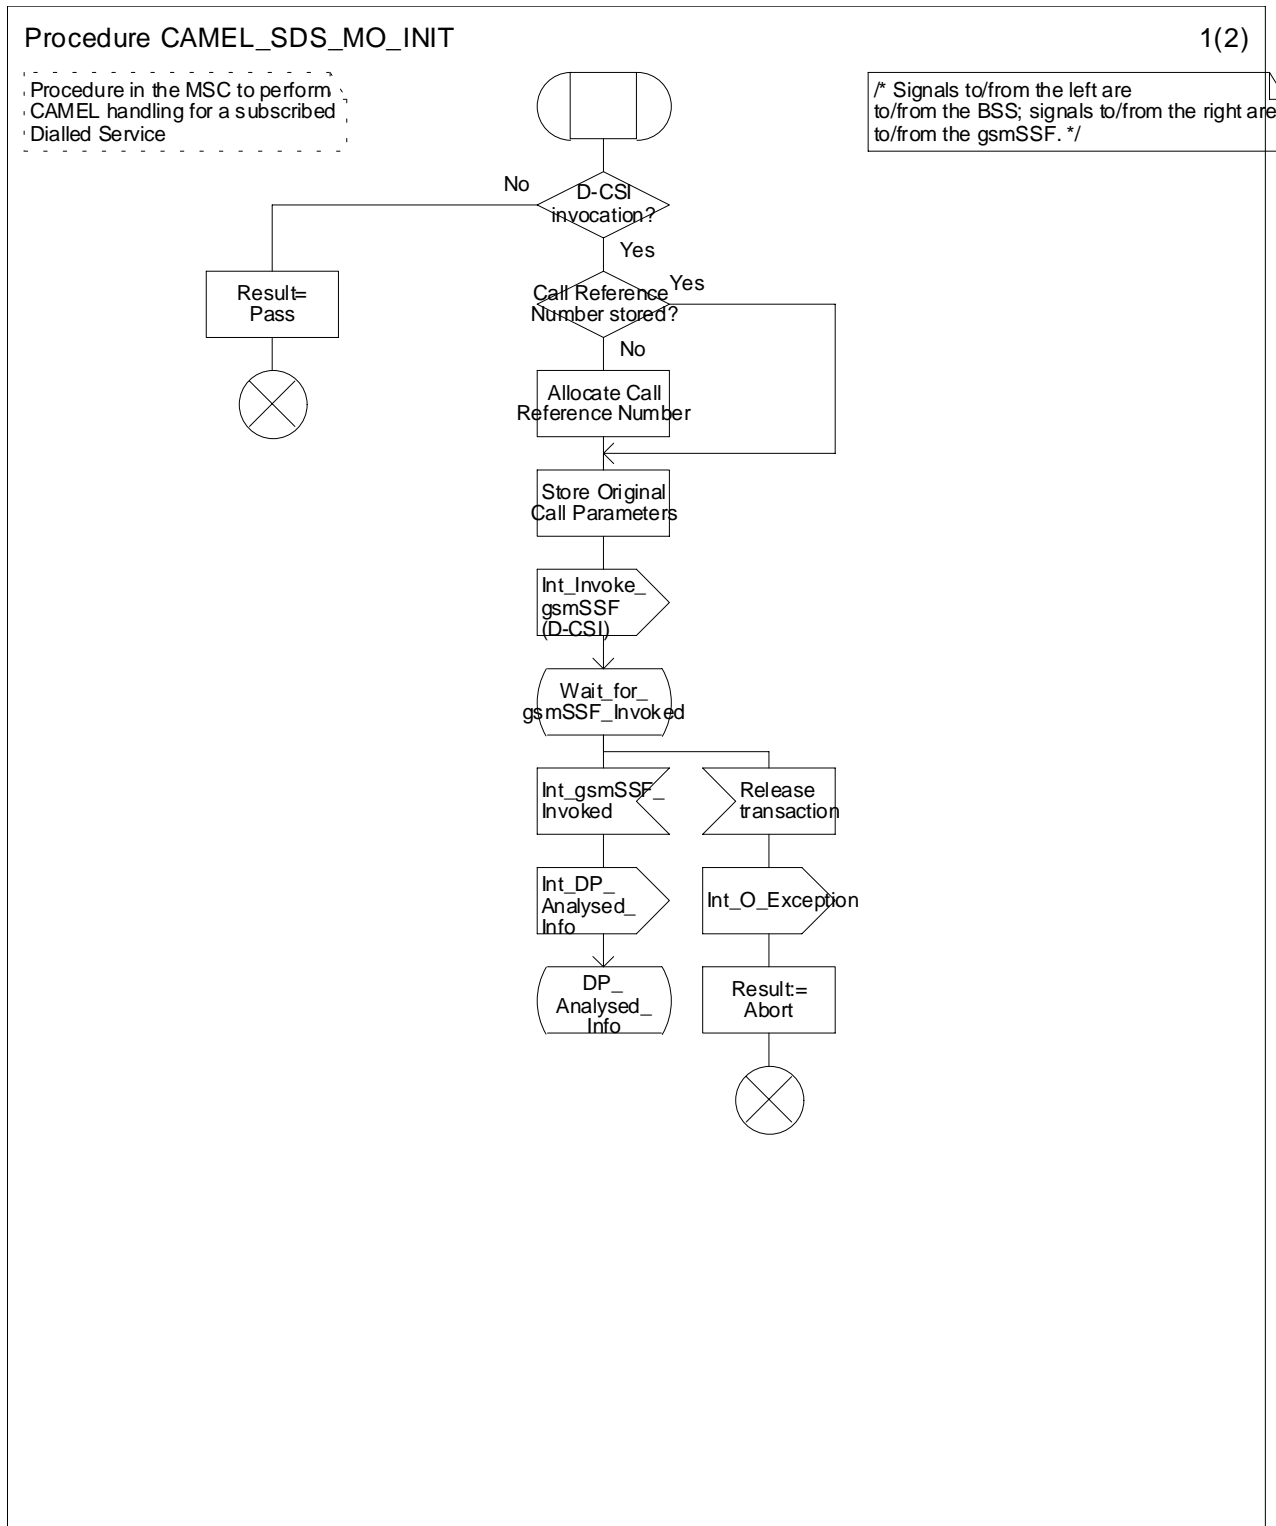 Procedure CAMEL_SDS_MO_INIT
1(2)
Procedure in the MSC to perform
CAMEL handling for a subscribed
Dialled Service
/* Signals to/from the left are
to/from the BSS; signals to/from the right are
to/from the gsmSSF. */
D-CSI
invocation?
No
Yes
Result=
Pass
Call Reference
Number stored?
Yes
No
Allocate Call
Reference Number
Store Original
Call Parameters
Int_Invoke_
gsmSSF
(D-CSI)
Wait_for_
gsmSSF_Invoked
Int_gsmSSF_
Invoked
Release
transaction
Int_DP_
Analysed_
Info
Int_O_Exception
DP_
Analysed_
Info
Result:=
Abort